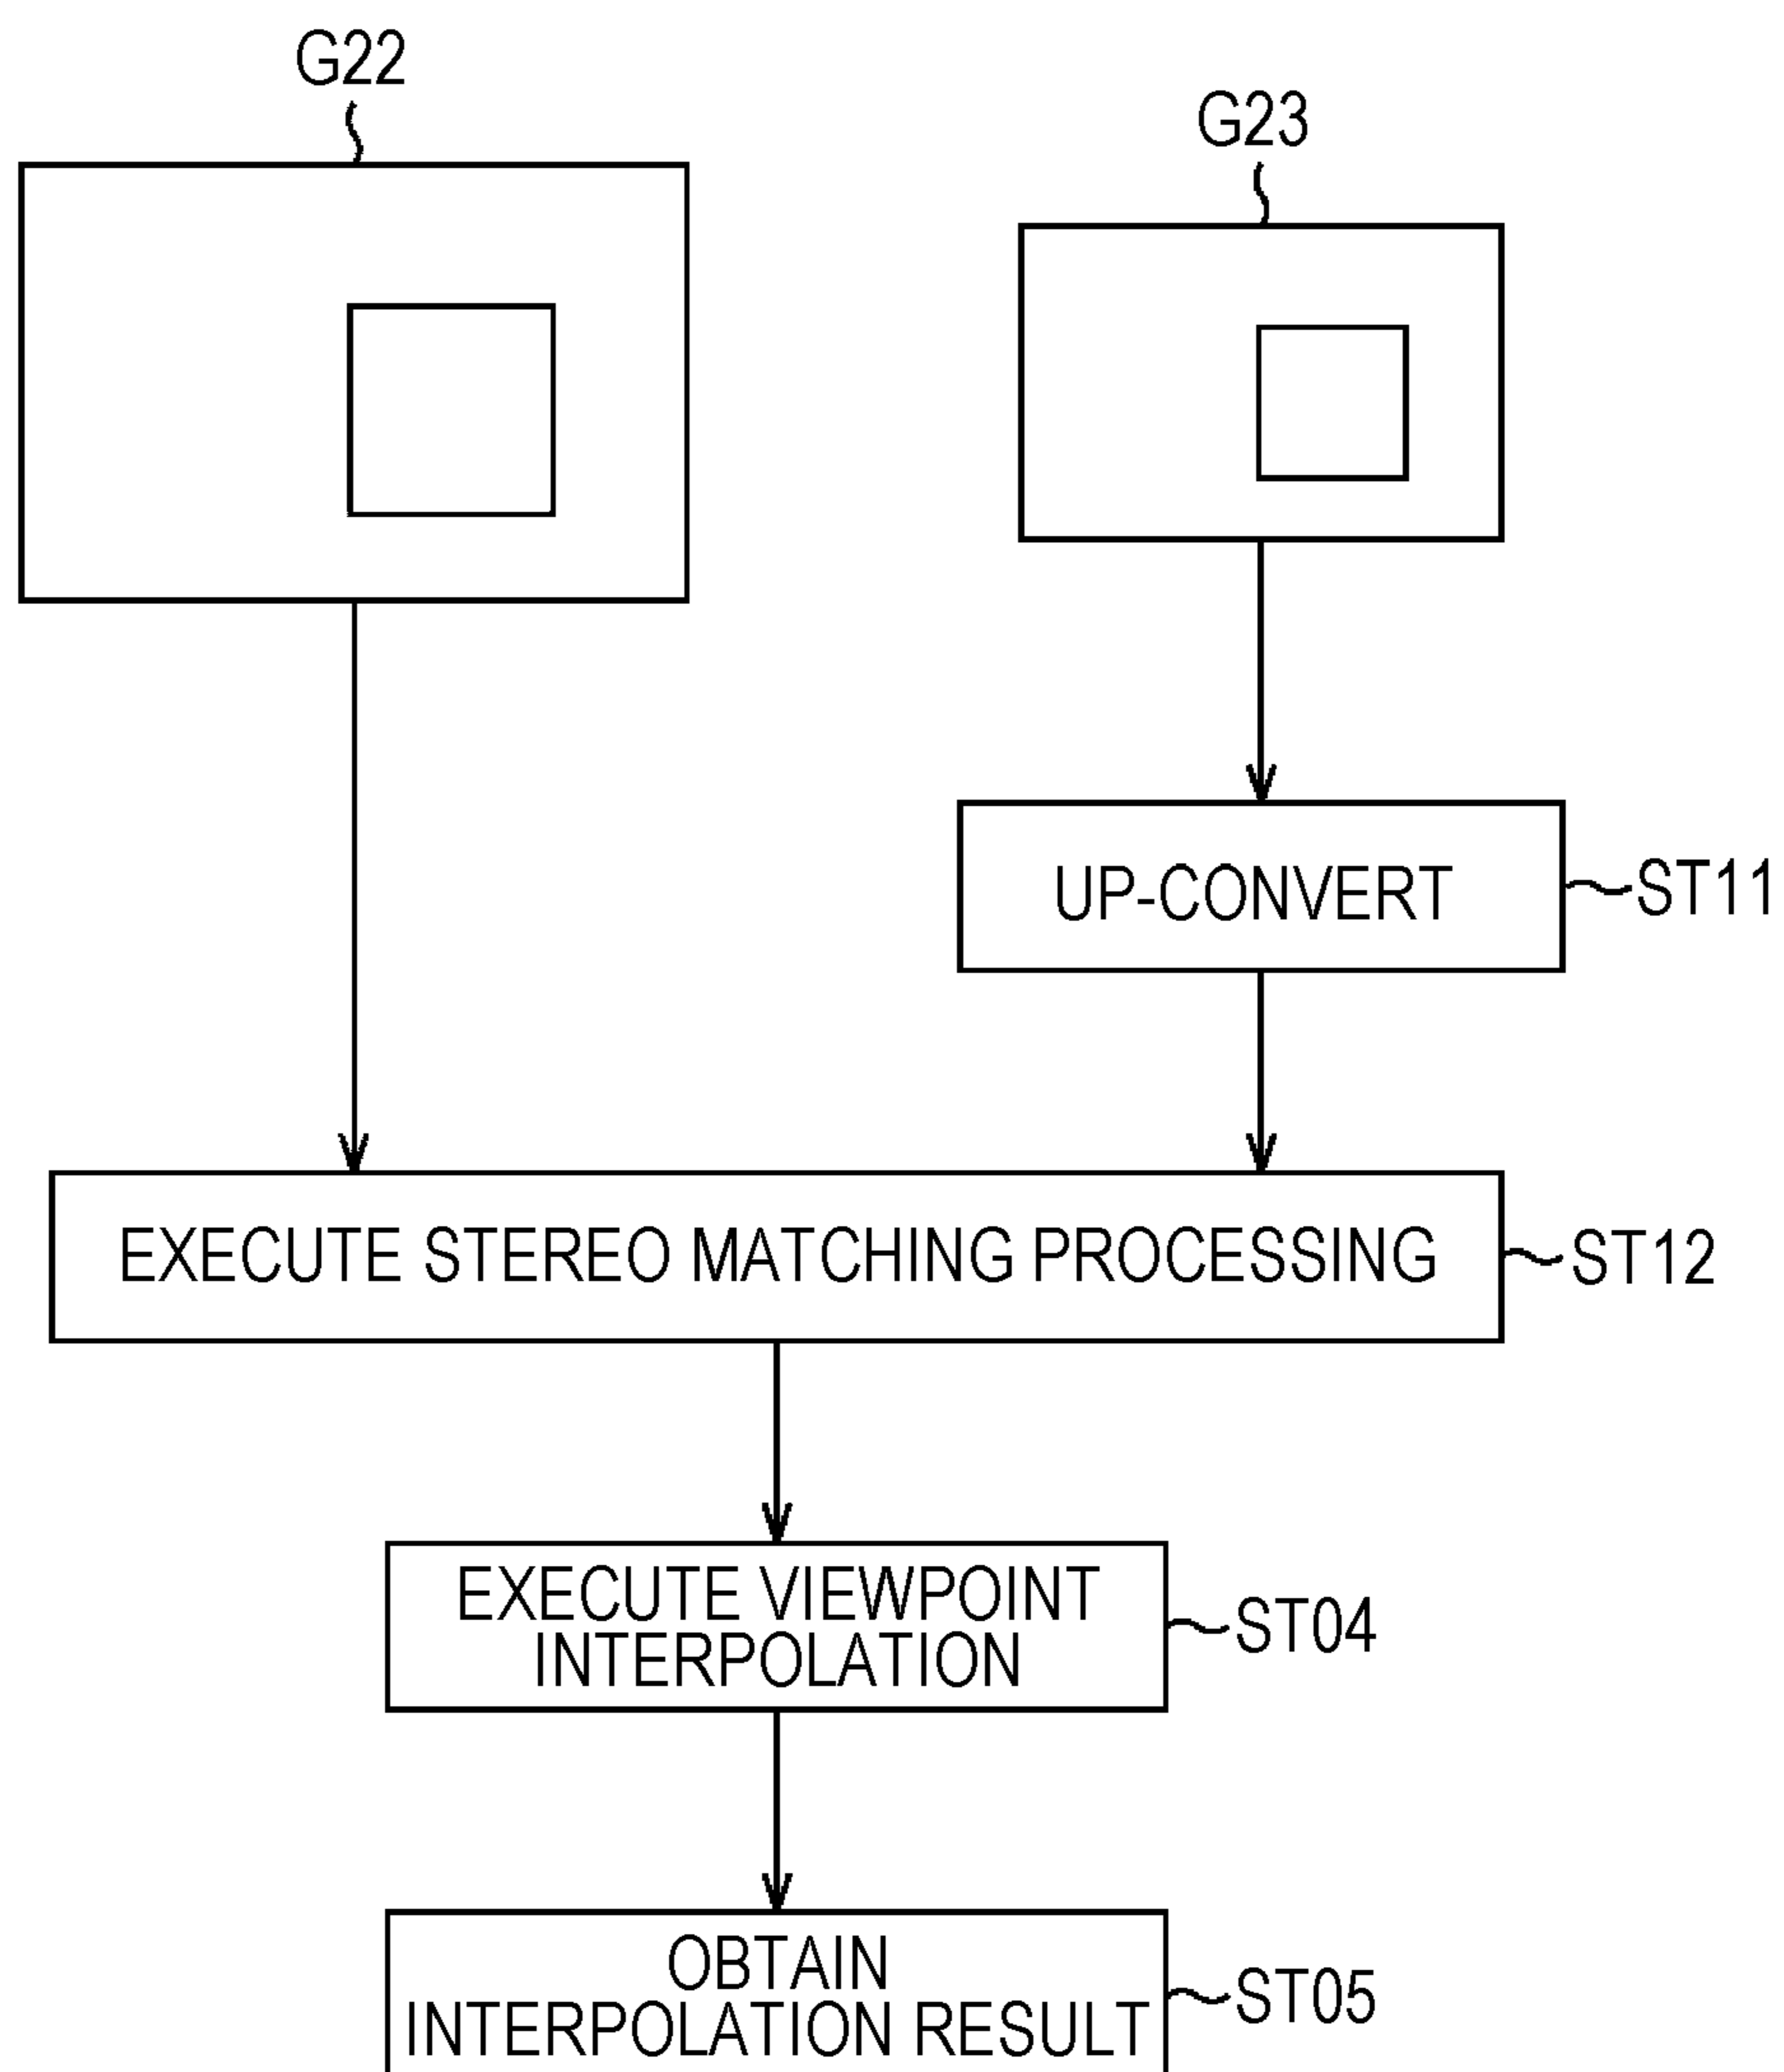 G22
G23
UP-CONVERT
ST11
EXECUTE STEREO MATCHING PROCESSING
ST12
EXECUTE VIEWPOINT
INTERPOLATION
ST04
OBTAIN
INTERPOLATION RESULT
ST05